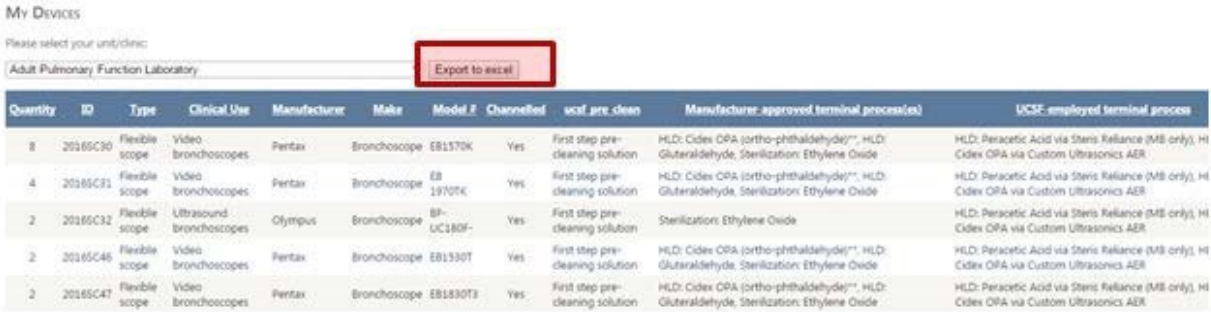 My Devices
Please select your unit/clinic:
Adult Pulmonary Function Laboratory Export to excel
Quantity ID Type Clinical Use Manufacturer Make Model # Channelled ucsf pre clean Manufacturer-approved terminal process(es) UCSF-employed terminal process
8 2016SC30 Flexible scope Video bronchoscopes Pentax Bronchoscope EB1570K Yes First step pre-cleaning solution HLD: Cidex OPA (ortho-phthaldehyde)**, HLD: Gluteraldehyde, Sterilization: Ethylene Oxide HLD: Peracetic Acid via Steris Reliance (MB only), Cidex OPA via Custom Ultrasonics AER
4 2016SC31 Flexible scope Video bronchoscopes Pentax Bronchoscope EB 1970TK Yes First step pre-cleaning solution HLD: Cidex OPA (ortho-phthaldehyde)**, HLD: Gluteraldehyde, Sterilization: Ethylene Oxide HLD: Peracetic Acid via Steris Reliance (MB only), Cidex OPA via Custom Ultrasonics AER
2 2016SC32 Flexible scope Ultrasound bronchoscopes Olympus Bronchoscope BF-UC180F- Yes First step pre-cleaning solution Sterilization: Ethylene Oxide HLD: Peracetic Acid via Steris Reliance (MB only), Cidex OPA via Custom Ultrasonics AER
2 2016SC46 Flexible scope Video bronchoscopes Pentax Bronchoscope EB1530T Yes First step pre-cleaning solution HLD: Cidex OPA (ortho-phthaldehyde)**, HLD: Gluteraldehyde, Sterilization: Ethylene Oxide HLD: Peracetic Acid via Steris Reliance (MB only), Cidex OPA via Custom Ultrasonics AER
2 2016SC47 Flexible scope Video bronchoscopes Pentax Bronchoscope EB1830T3 Yes First step pre-cleaning solution HLD: Cidex OPA (ortho-phthaldehyde)**, HLD: Gluteraldehyde, Sterilization: Ethylene Oxide HLD: Peracetic Acid via Steris Reliance (MB only), Cidex OPA via Custom Ultrasonics AER